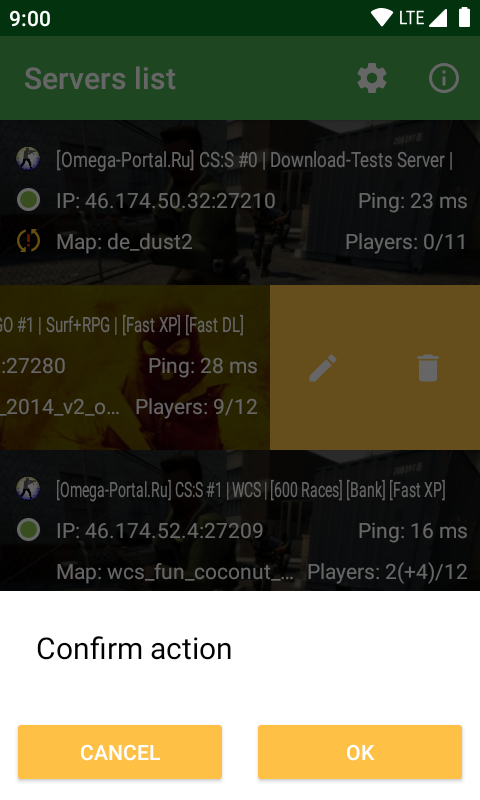 9:00 LTE
Servers list
[Omega-Portal.Ru] CS:S #0 | Download-Tests Server |
IP: 46.174.50.32:27210 Ping: 23 ms
Map: de_dust2 Players: 0/11
GO #1 | Surf+RPG | [Fast XP] [Fast DL]
:27280 Ping: 28 ms
_2014_v2_o... Players: 9/12
[Omega-Portal.Ru] CS:S #1 | WCS | [600 Races] [Bank] [Fast XP]
IP: 46.174.52.4:27209 Ping: 16 ms
Map: wcs_fun_coconut_... Players: 2(+4)/12
Confirm action
CANCEL OK